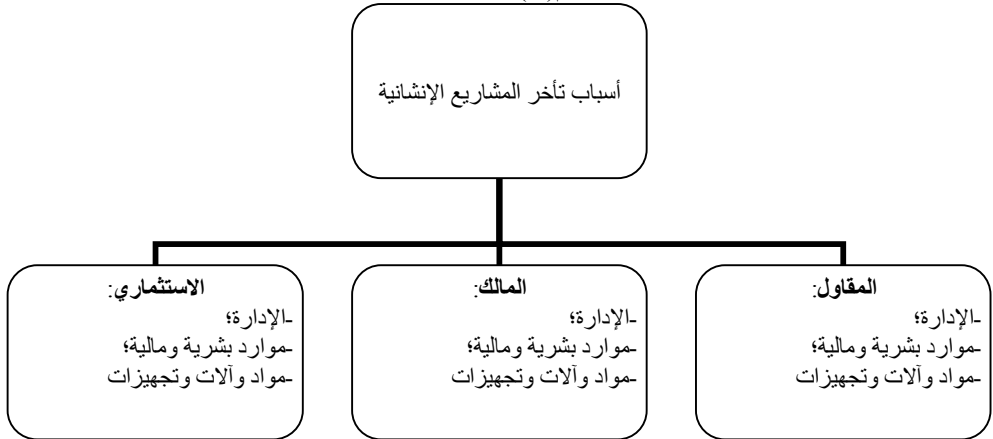 أسباب تأخر المشاريع الإنشانية
المقاول:
-الإدارة؛
-موارد بشرية ومالية؛
-مواد وآلات وتجهيزات
المالك:
-الإدارة؛
-موارد بشرية ومالية؛
-مواد وآلات وتجهيزات
الاستثماري:
-الإدارة؛
-موارد بشرية ومالية؛
-مواد وآلات وتجهيزات